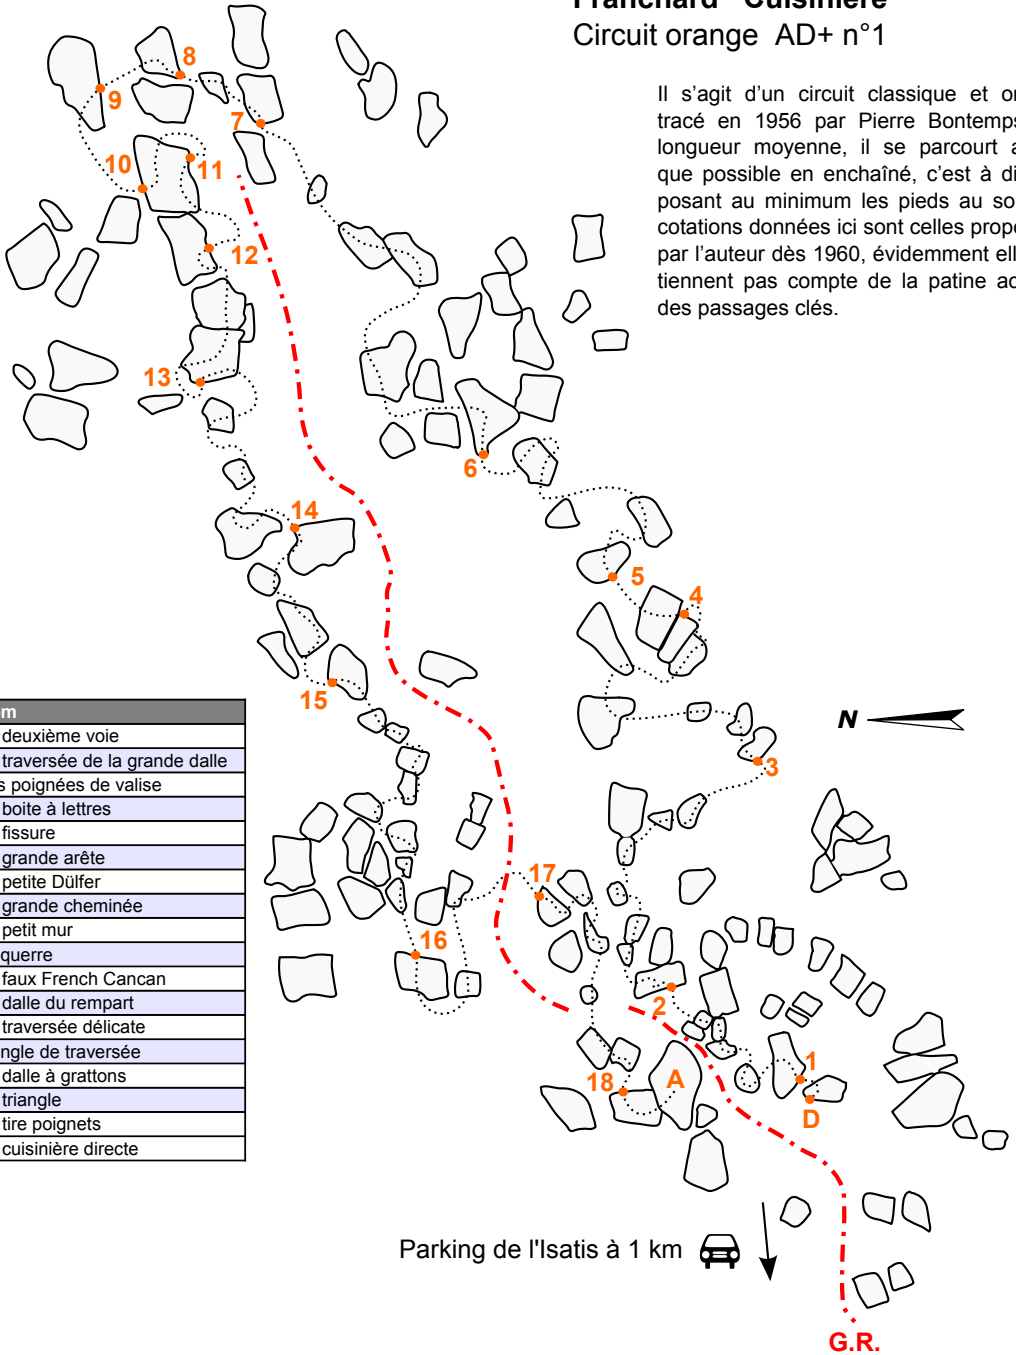 Franchard Cuisinière
Circuit orange AD+ n°1
Il s'agit d'un circuit classique et
tracé en 1956 par Pierre Bontemps
longueur moyenne, il se parcourt
que possible en enchaîné, c'est à
posant au minimum les pieds au
cotations données ici sont celles
par l'auteur dès 1960, évidemment
tiennent pas compte de la patine
des passages clés.
8
9
7
10
11
12
13
6
14
5
4
15
N
3
17
16
2
1
18
A
D
deuxième voie
traversée de la grande dalle
poignées de valise
boite à lettres
fissure
grande arête
petite Dülfer
grande cheminée
petit mur
faux French Cancan
dalle du rempart
traversée délicate
de traversée
dalle à grattons
triangle
tire poignets
cuisinière directe
Parking de l'Isatis à 1 km
G.R.